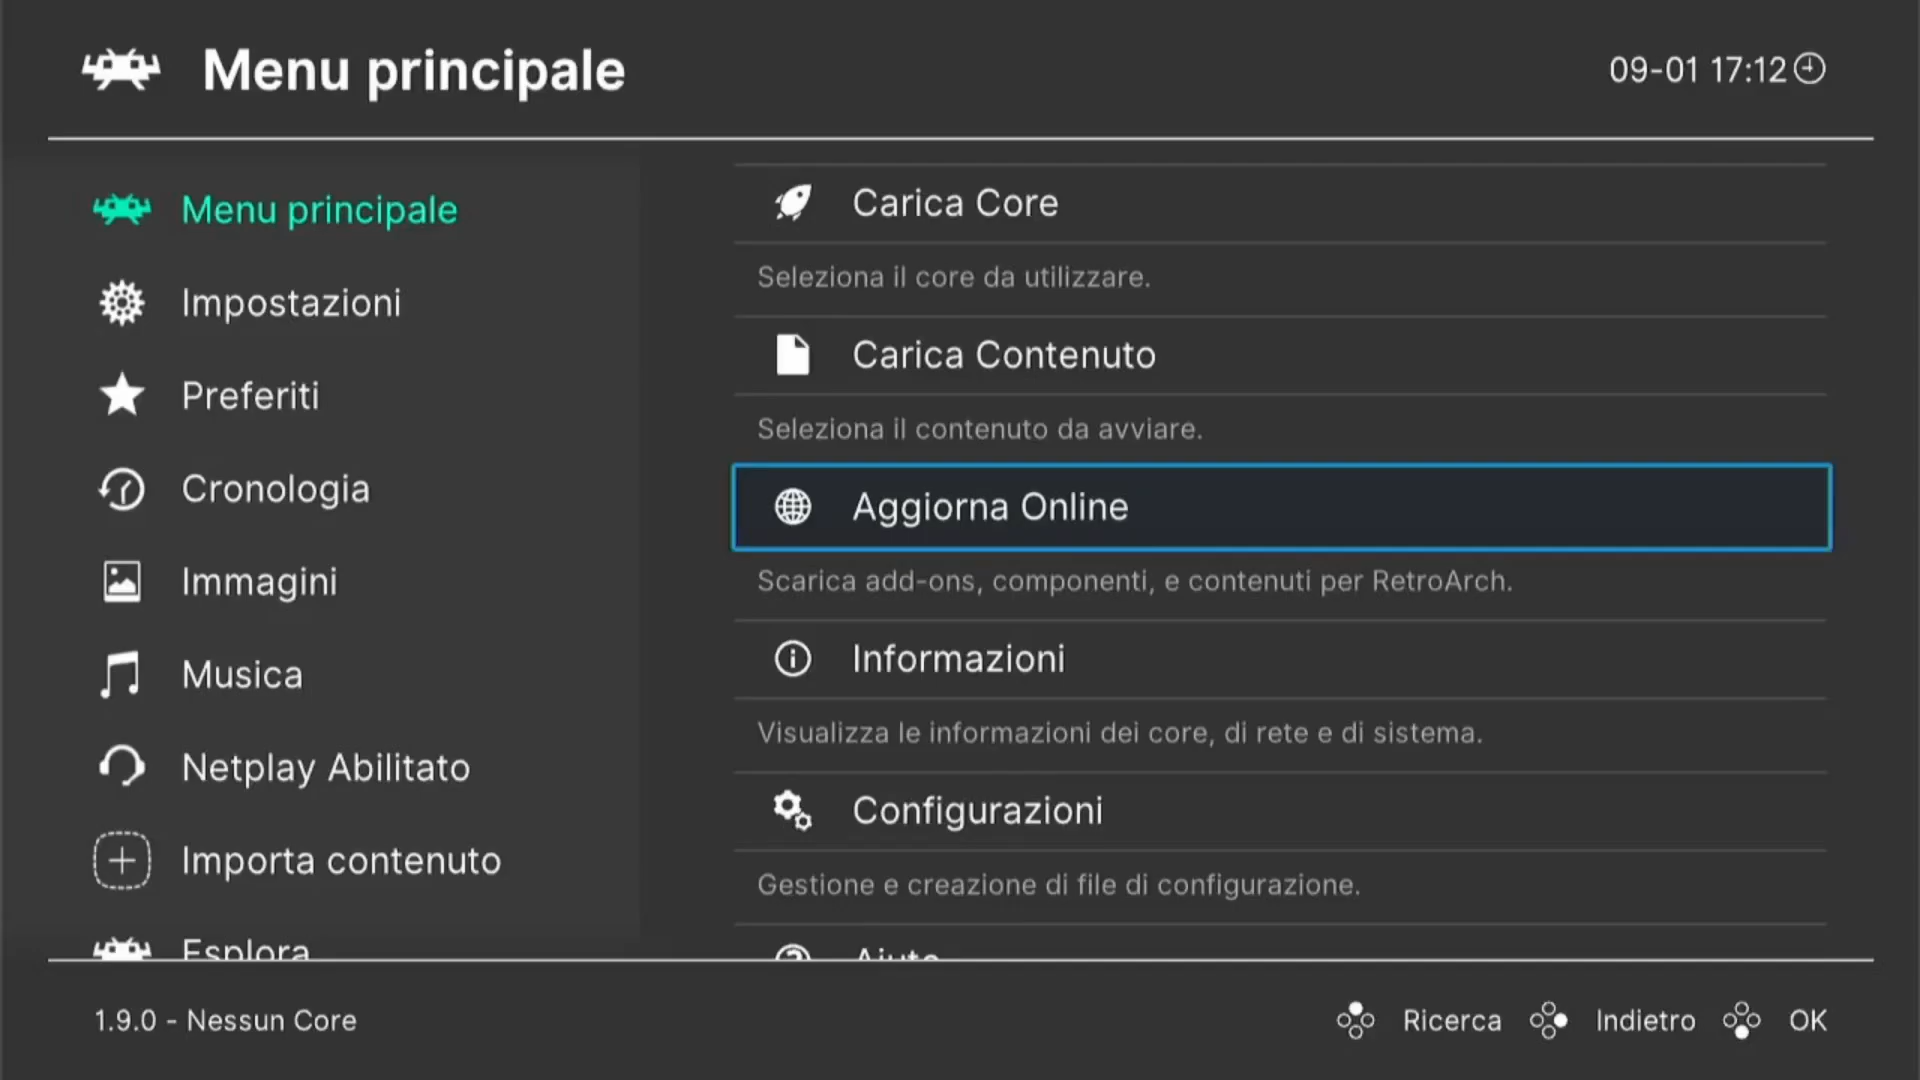 Menu principale
09-01 17:12
Menu principale
Impostazioni
Preferiti
Cronologia
Immagini
Musica
Netplay Abilitato
Importa contenuto
Esplora
Carica Core
Seleziona il core da utilizzare.
Carica Contenuto
Seleziona il contenuto da avviare.
Aggiorna Online
Scarica add-ons, componenti, e contenuti per RetroArch.
Informazioni
Visualizza le informazioni dei core, di rete e di sistema.
Configurazioni
Gestione e creazione di file di configurazione.
Aiuto
1.9.0 - Nessun Core
Ricerca
Indietro
OK